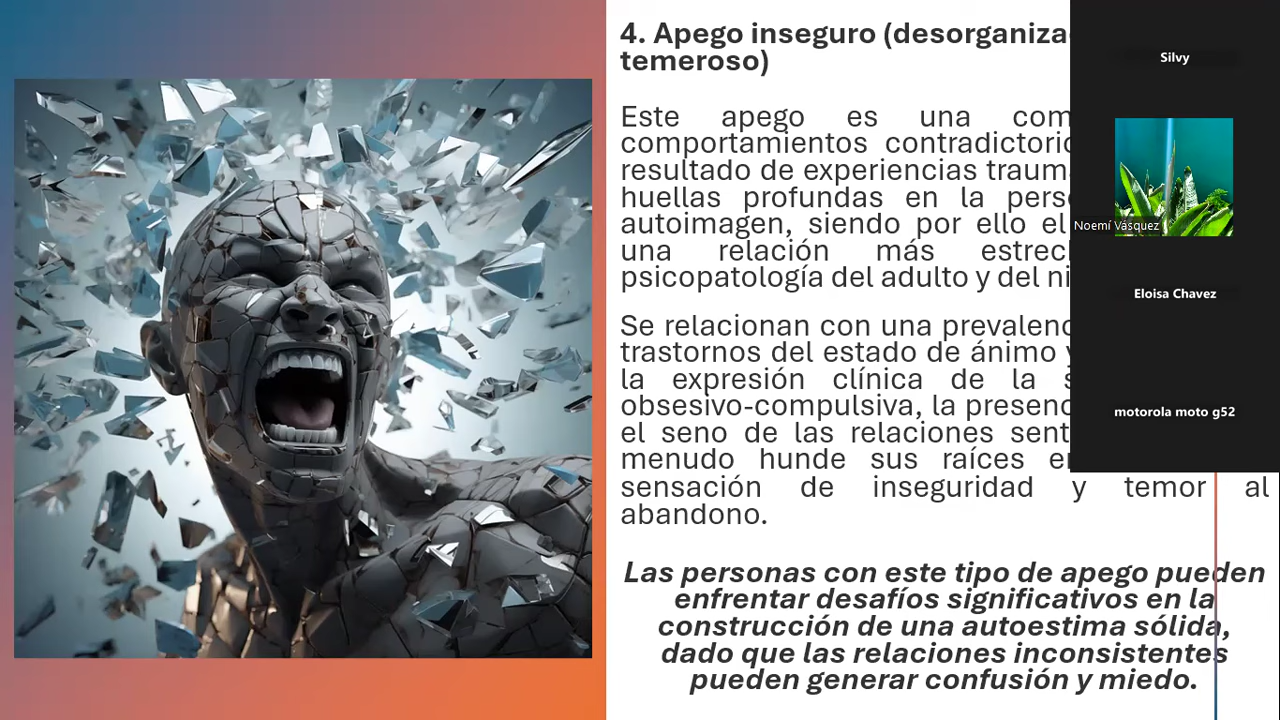 4. Apego inseguro (desorganiza
temeroso)
Este apego es una com
comportamientos contradictorio
resultado de experiencias traum
huellas profundas en la pers
autoimagen, siendo por ello el
una relación más estrec
psicopatología del adulto y del ni
Se relacionan con una prevalenc
trastornos del estado de ánimo y
la expresión clínica de la s
obsesivo-compulsiva, la presenc
el seno de las relaciones sent
menudo hunde sus raíces e
sensación de inseguridad y temor al
abandono.
Las personas con este tipo de apego pueden
enfrentar desafíos significativos en la
construcción de una autoestima sólida,
dado que las relaciones inconsistentes
pueden generar confusión y miedo.
Silvy
Noemí Vásquez
Eloisa Chavez
motorola moto g52